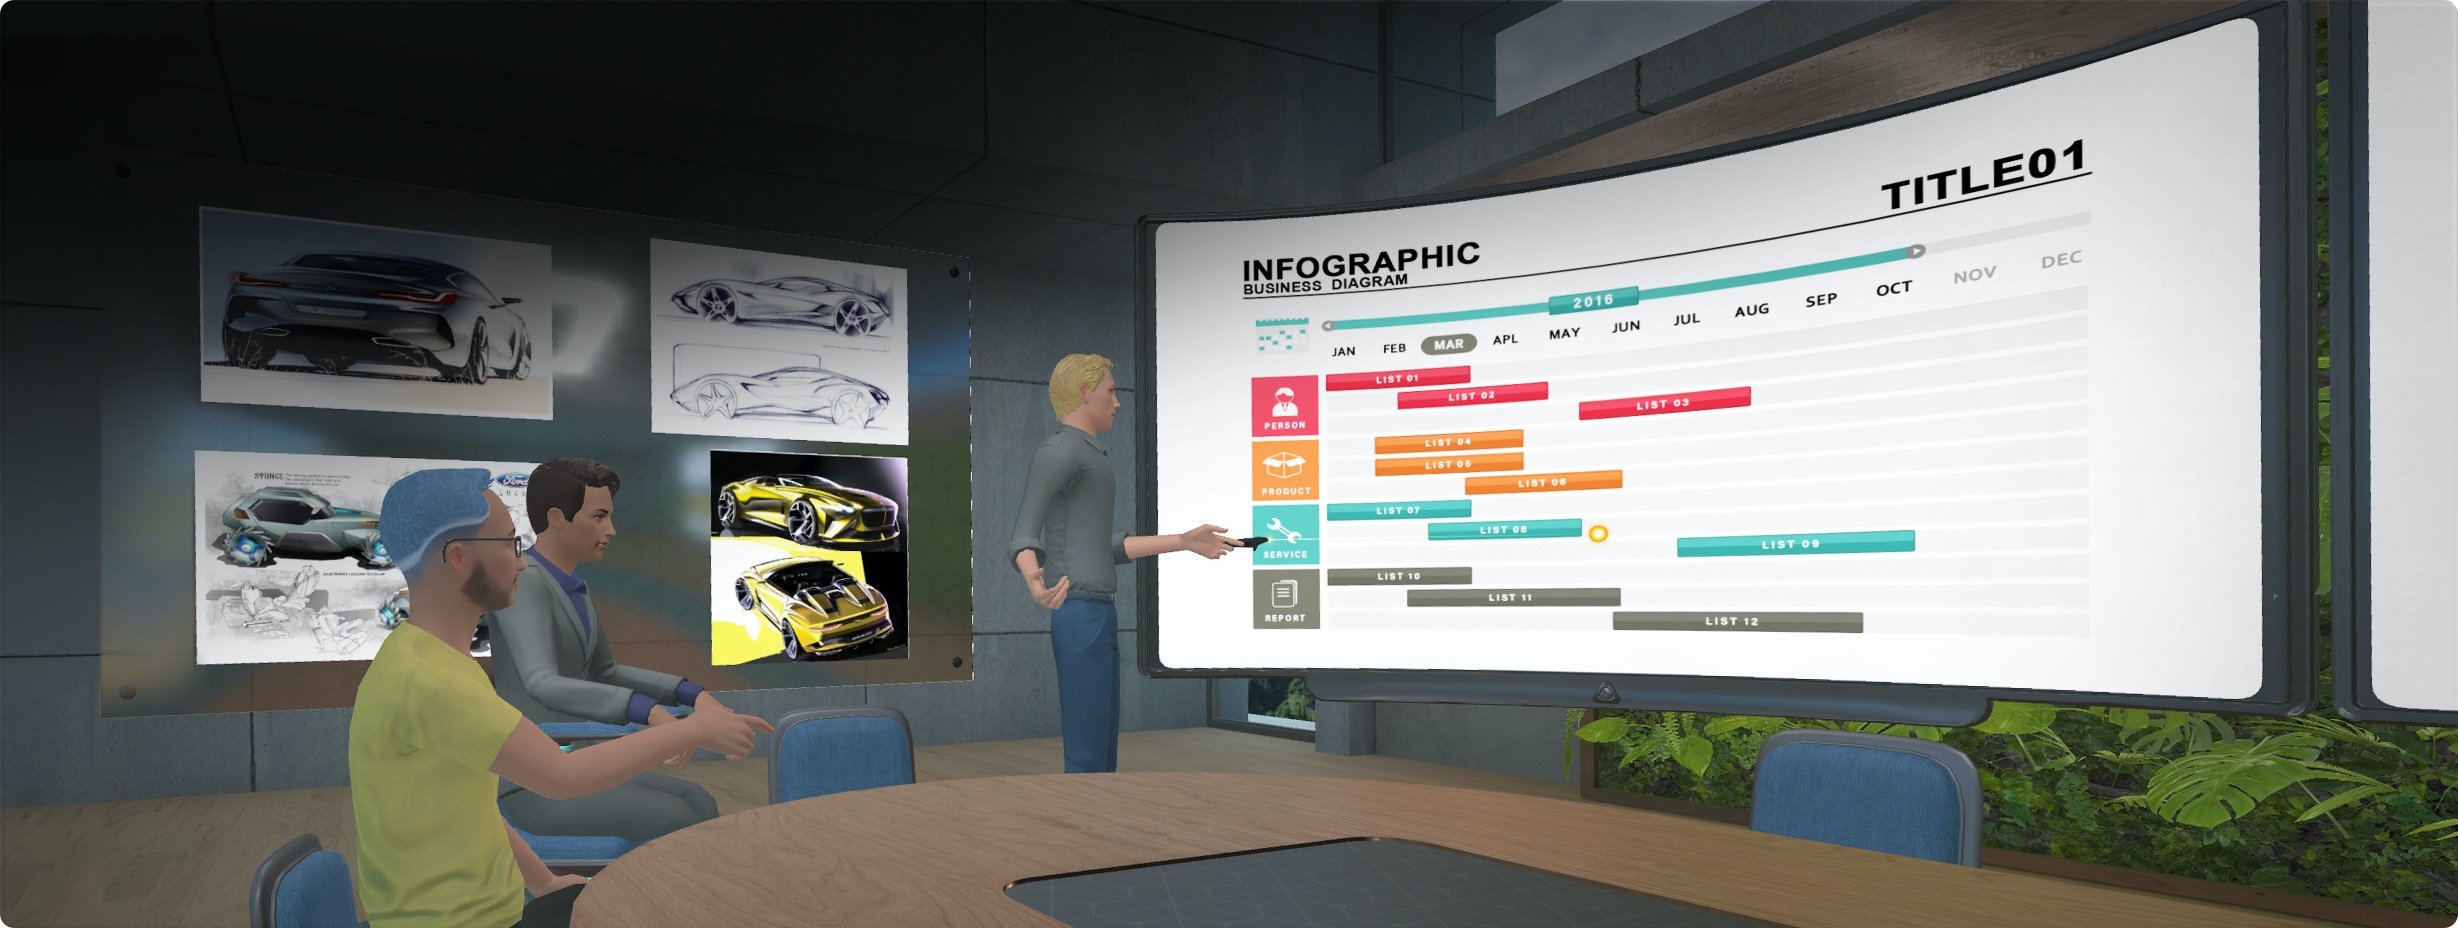 TITLE01
INFOGRAPHIC
BUSINESS DIAGRAM
2016
JAN FEB MAR APL MAY JUN JUL AUG SEP OCT NOV DEC
PERSON
LIST 01
LIST 02
LIST 03
PRODUCT
LIST 04
LIST 05
LIST 06
SERVICE
LIST 07
LIST 08
LIST 09
REPORT
LIST 10
LIST 11
LIST 12
STANCE
Ford